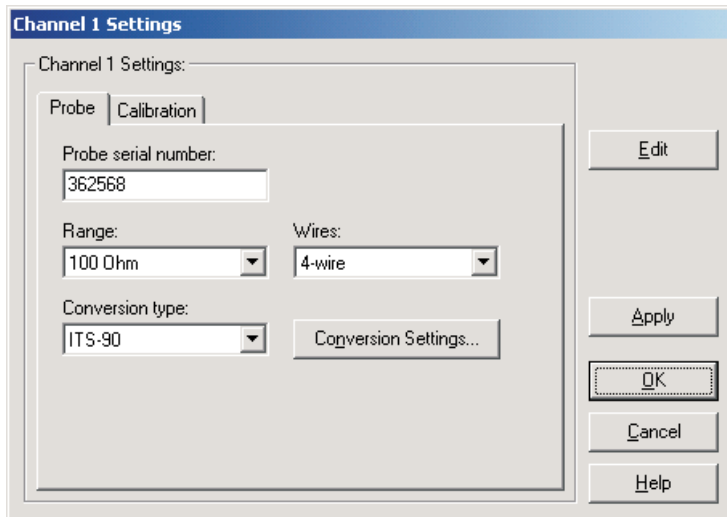 Channel 1 Settings
Channel 1 Settings:
Probe
Calibration
Probe serial number:
362568
Range:
Wires:
100 Ohm
4-wire
Conversion type:
ITS-90
Conversion Settings...
Edit
Apply
OK
Cancel
Help